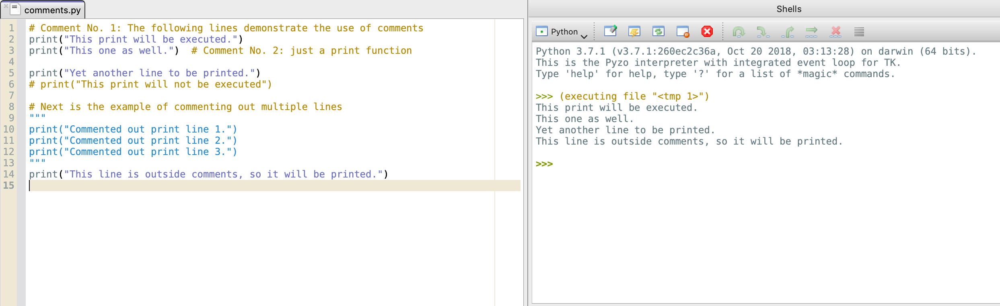 comments.py
1 # Comment No. 1: The following lines demonstrate the use of comments
2 print("This print will be executed.")
3 print("This one as well.")  # Comment No. 2: just a print function
4
5 print("Yet another line to be printed.")
6 # print("This print will not be executed")
7
8 # Next is the example of commenting out multiple lines
9 """
10 print("Commented out print line 1.")
11 print("Commented out print line 2.")
12 print("Commented out print line 3.")
13 """
14 print("This line is outside comments, so it will be printed.")
15
Shells
Python
Python 3.7.1 (v3.7.1:260ec2c36a, Oct 20 2018, 03:13:28) on darwin (64 bits).
This is the Pyzo interpreter with integrated event loop for TK.
Type 'help' for help, type '?' for a list of *magic* commands.
>>> (executing file "<tmp 1>")
This print will be executed.
This one as well.
Yet another line to be printed.
This line is outside comments, so it will be printed.
>>>